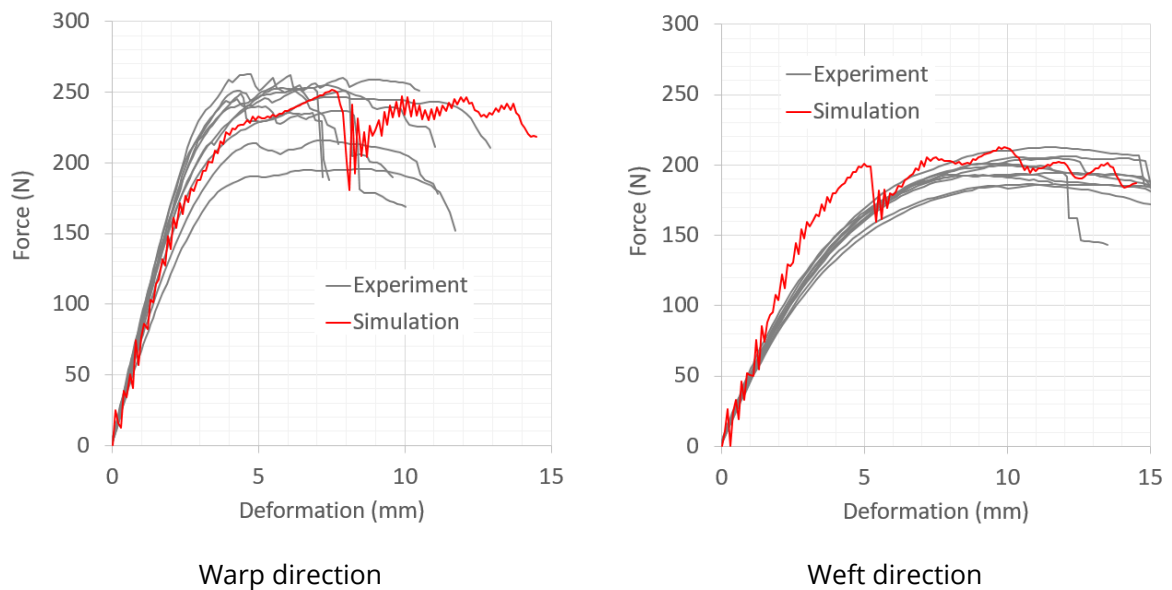 300
250
200
150
100
50
0
Force (N)
Experiment
Simulation
0 5 10 15
Deformation (mm)
Warp direction
300
250
200
150
100
50
0
Force (N)
Experiment
Simulation
0 5 10 15
Deformation (mm)
Weft direction